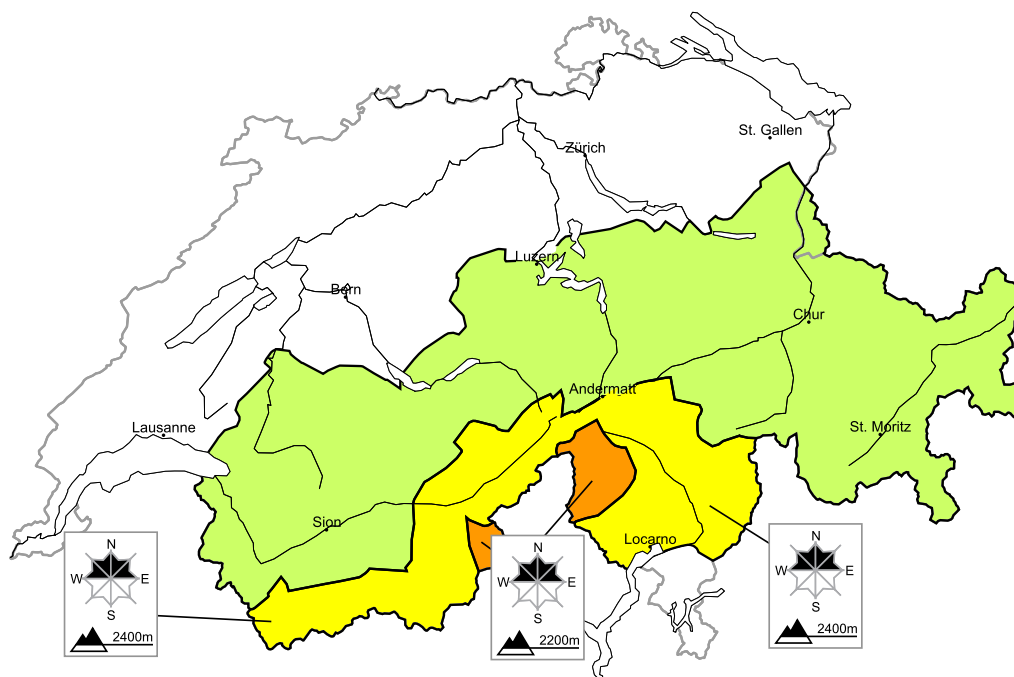 St. Gallen
Zürich
Luzern
Bern
Chur
Andermatt
Lausanne
St. Moritz
Sion
Locarno
N
W E
S
2400m
N
W E
S
2200m
N
W E
S
2400m